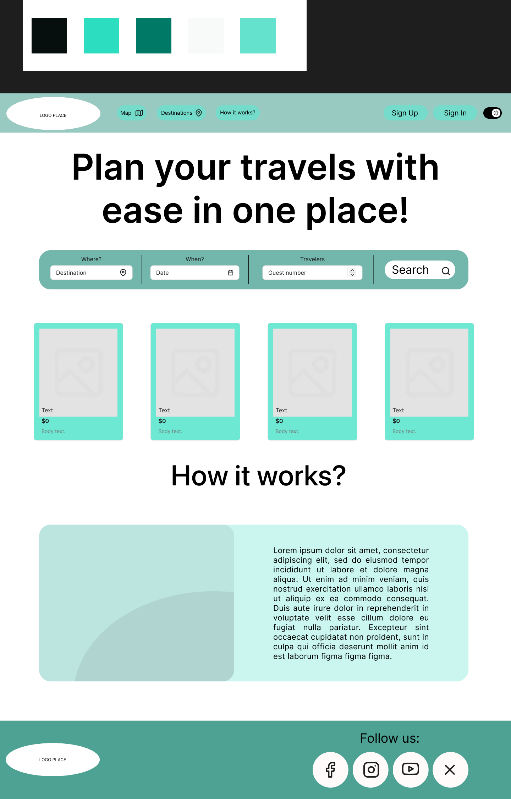 LOGO PLACE
Map
Destinations
How it works?
Sign Up
Sign In
Plan your travels with
ease in one place!
Where?
When?
Travelers
Destination
Date
Guest number
Search
Text
$0
Body text.
Text
$0
Body text.
Text
$0
Body text.
Text
$0
Body text.
How it works?
Lorem ipsum dolor sit amet, consectetur
adipiscing elit, sed do eiusmod tempor
incididunt ut labore et dolore magna
aliqua. Ut enim ad minim veniam, quis
nostrud exercitation ullamco laboris nisi
ut aliquip ex ea commodo consequat.
Duis aute irure dolor in reprehenderit in
voluptate velit esse cillum dolore eu
fugiat nulla pariatur. Excepteur sint
occaecat cupidatat non proident, sunt in
culpa qui officia deserunt mollit anim id
est laborum figma figma figma.
LOGO PLACE
Follow us: